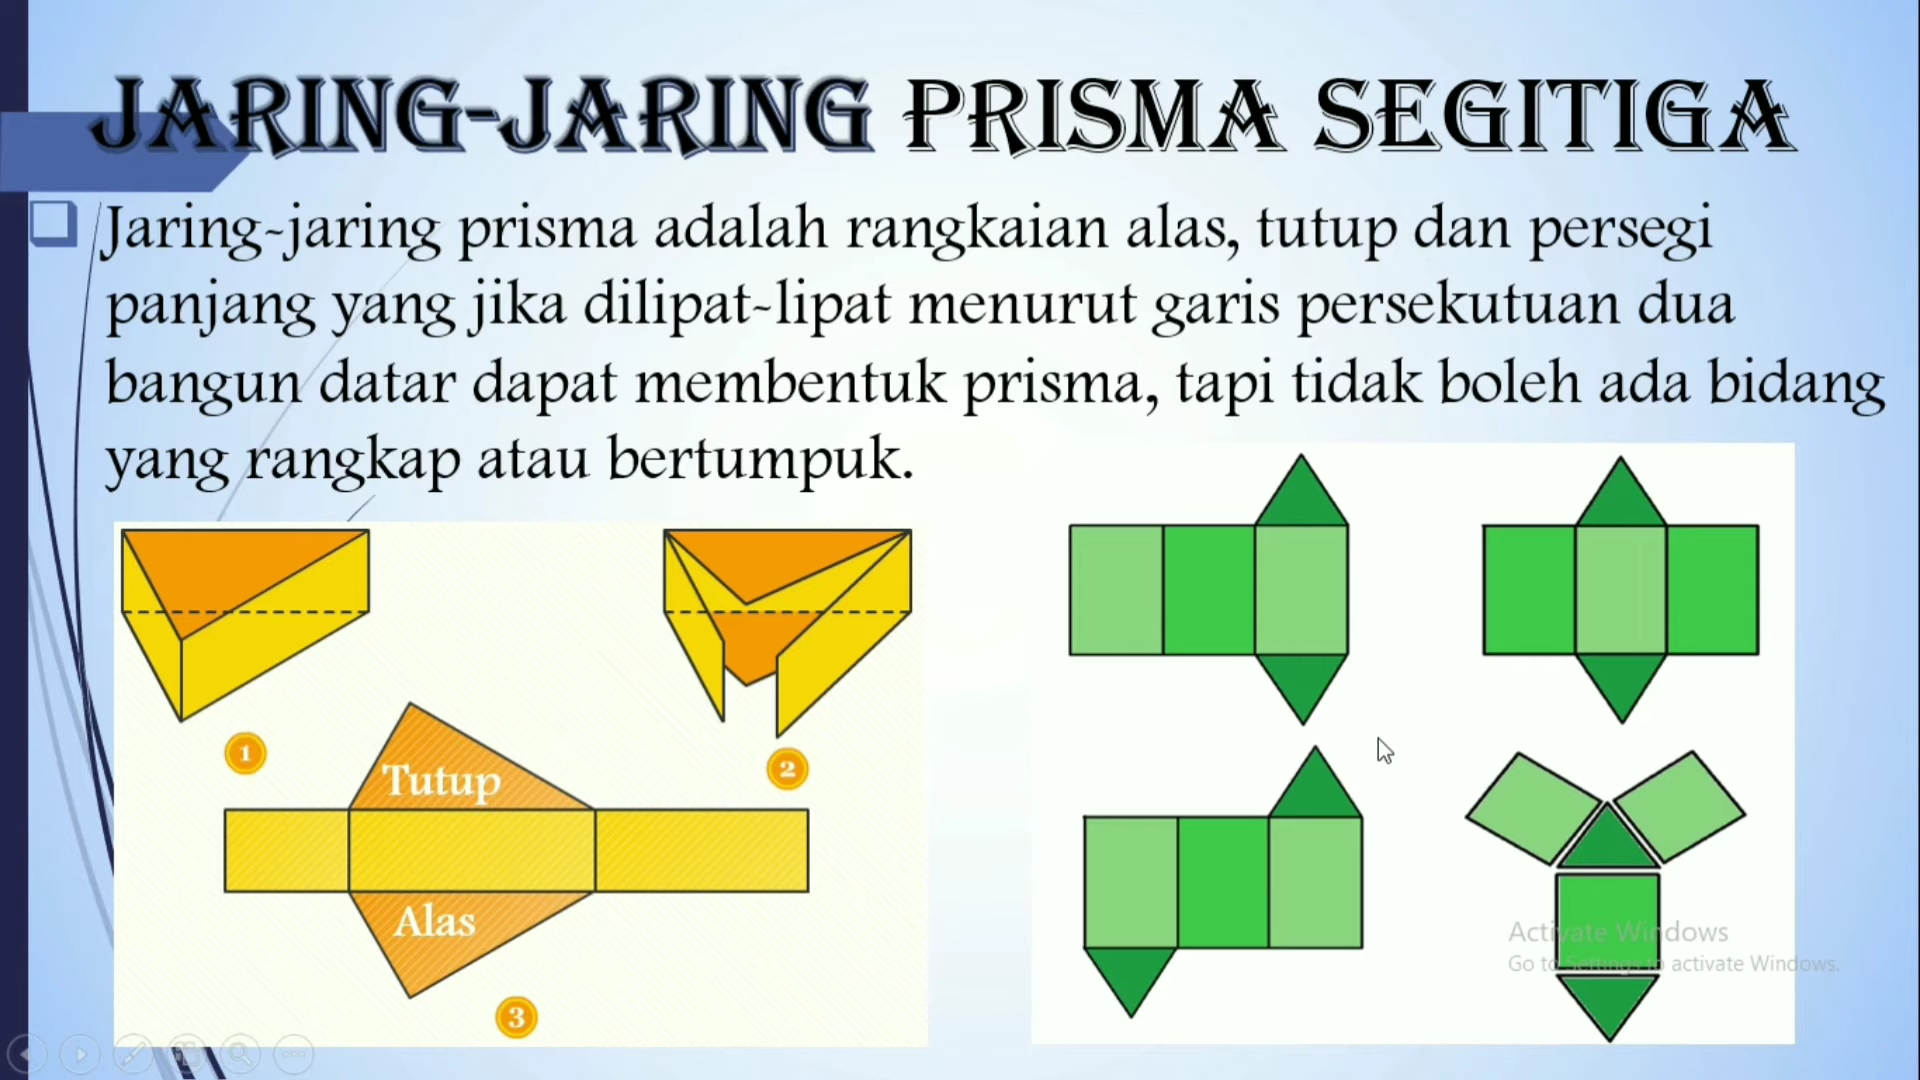 JARING-JARING PRISMA SEGITIGA
Jaring-jaring prisma adalah rangkaian alas, tutup dan persegi
panjang yang jika dilipat-lipat menurut garis persekutuan dua
bangun datar dapat membentuk prisma, tapi tidak boleh ada bidang
yang rangkap atau bertumpuk.
1
2
Tutup
Alas
3
Activate Windows
Go to Settings to activate Windows.